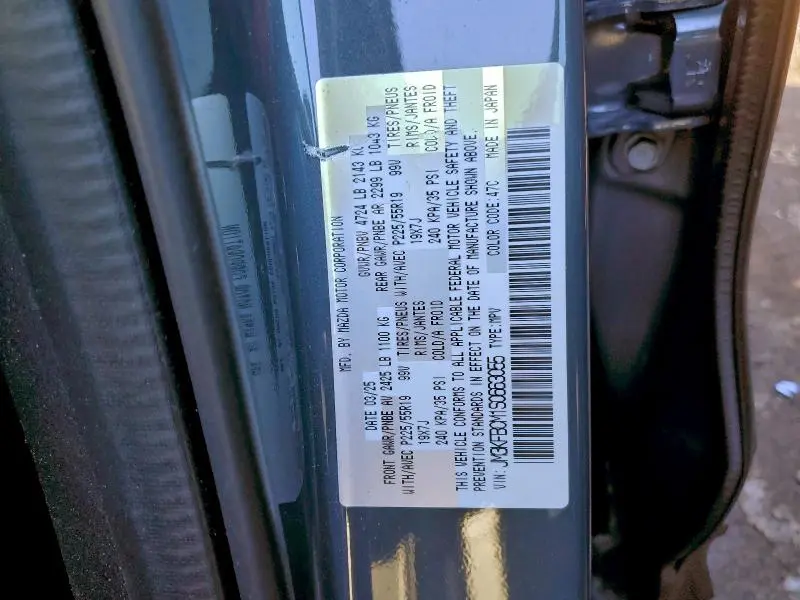 MFD. BY MAZDA MOTOR CORPORATION
DATE 03/25 GVWR/PNBV 4724 LB 2143 KG
FRONT GAWR/PNBE AV 2425 LB 1100 KG REAR GAWR/PNBE AR 2299 LB 1043 KG
WITH/AVEC P225/55R19 99V TIRES/PNEUS WITH/AVEC P225/55R19 99V TIRES/PNEUS
19X7J RIMS/JANTES 19X7J RIMS/JANTES
240 KPA/35 PSI COLD/A FROID 240 KPA/35 PSI COLD/A FROID
THIS VEHICLE CONFORMS TO ALL APPLICABLE FEDERAL MOTOR VEHICLE SAFETY AND THEFT
PREVENTION STANDARDS IN EFFECT ON THE DATE OF MANUFACTURE SHOWN ABOVE.
VIN: TYPE:MPV COLOR CODE:47C MADE IN JAPAN